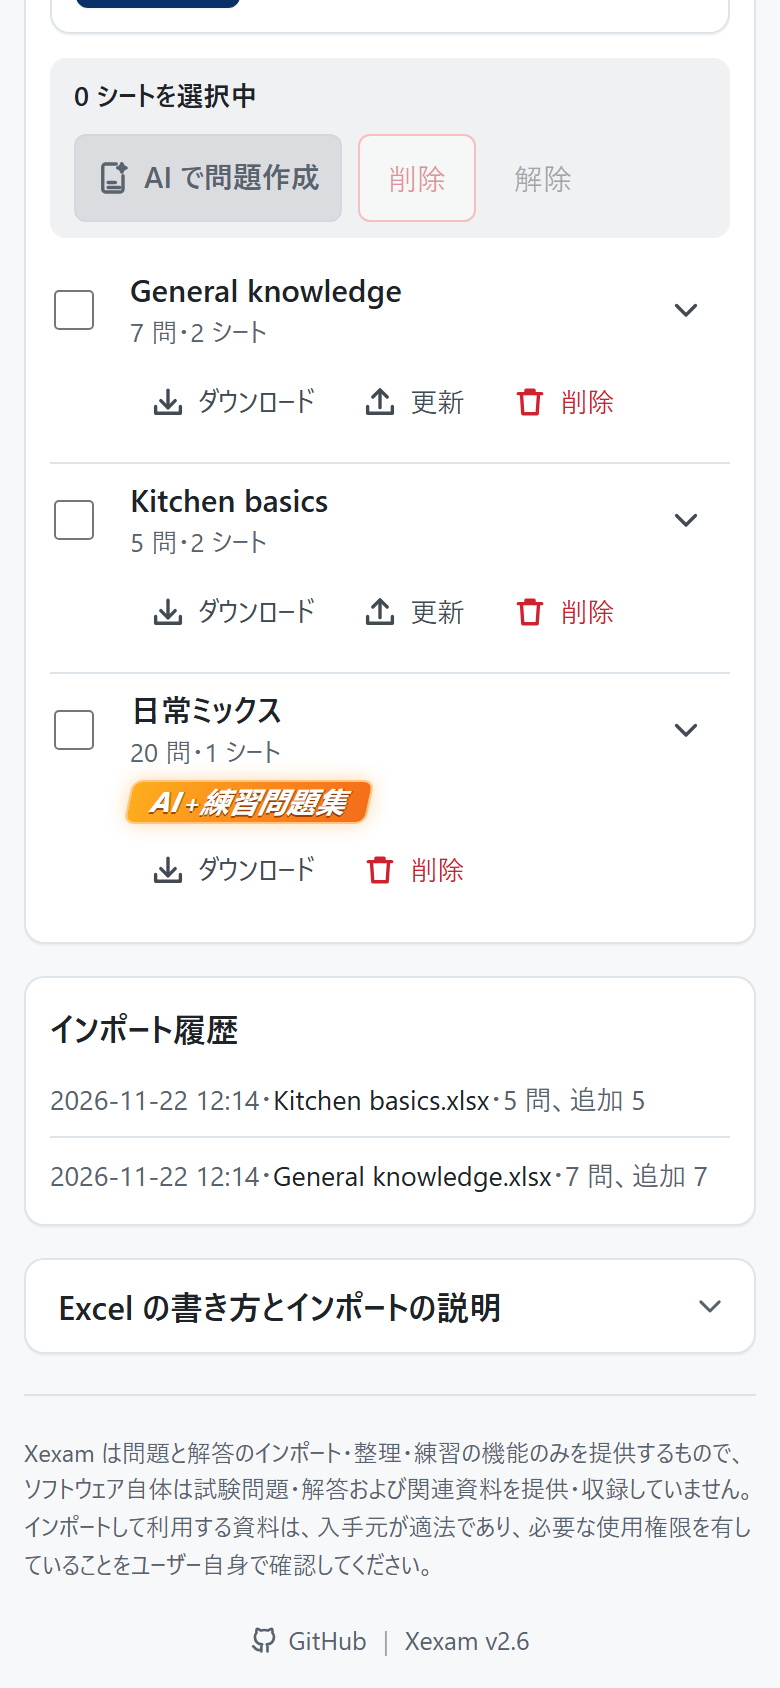 0 シートを選択中
AI で問題作成 削除 解除
General knowledge
7 問・2 シート
ダウンロード 更新 削除
Kitchen basics
5 問・2 シート
ダウンロード 更新 削除
日常ミックス
20 問・1 シート
AI+練習問題集
ダウンロード 削除
インポート履歴
2026-11-22 12:14・Kitchen basics.xlsx・5 問、追加 5
2026-11-22 12:14・General knowledge.xlsx・7 問、追加 7
Excel の書き方とインポートの説明
Xexam は問題と解答のインポート・整理・練習の機能のみを提供するもので、
ソフトウェア自体は試験問題・解答および関連資料を提供・収録していません。
インポートして利用する資料は、入手元が適法であり、必要な使用権限を有し
ていることをユーザー自身で確認してください。
GitHub | Xexam v2.6